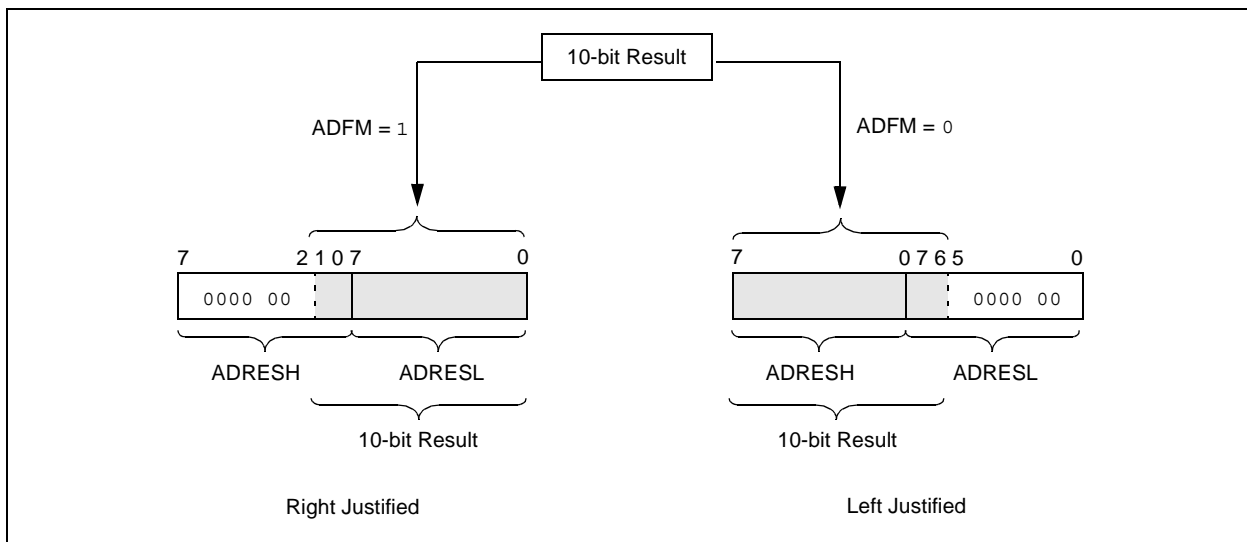 10-bit Result
ADFM = 1
ADFM = 0
7 2 1 0 7 0
7 0 7 6 5 0
0000 00
0000 00
ADRESH ADRESL
ADRESH ADRESL
10-bit Result
10-bit Result
Right Justified
Left Justified